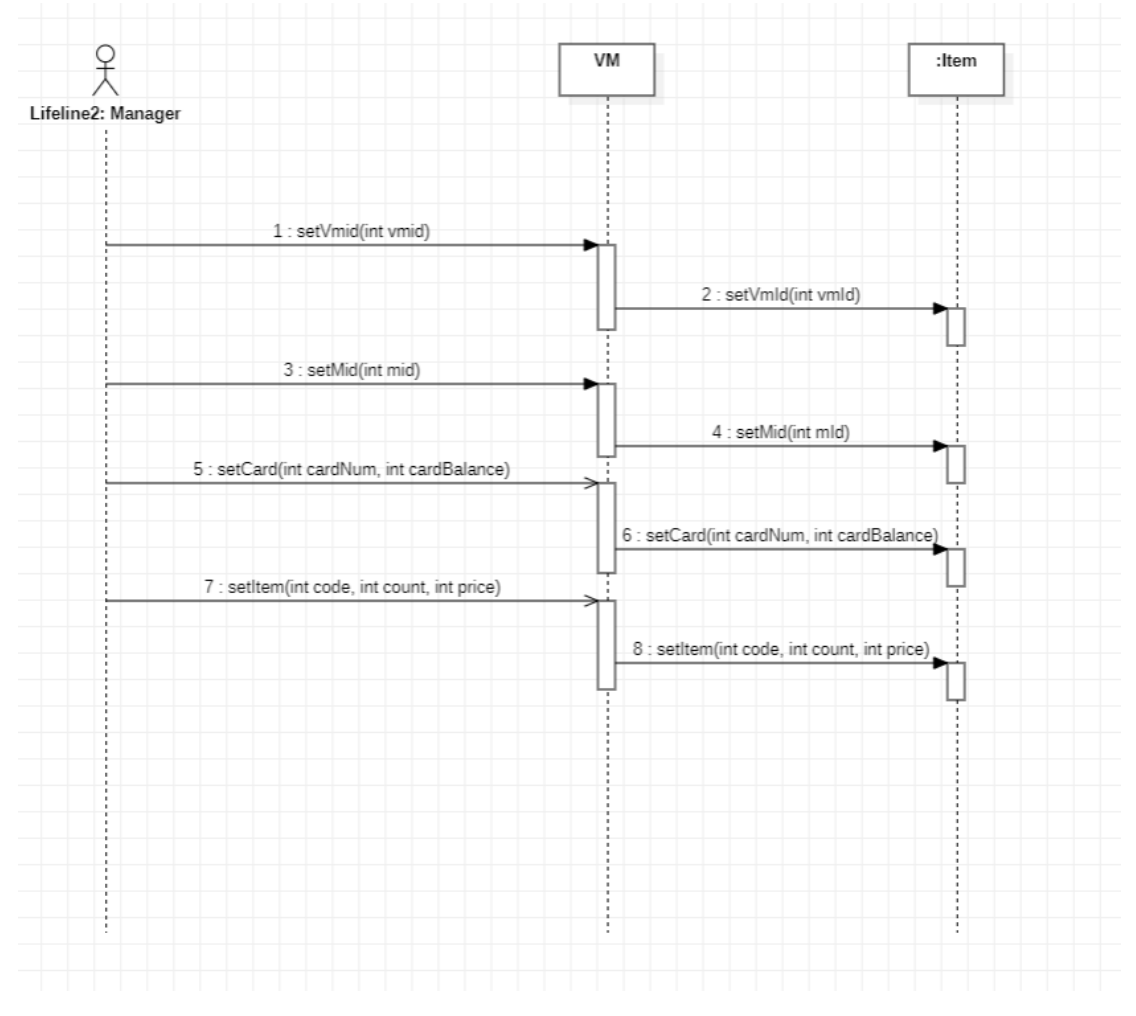 VM
:Item
Lifeline2: Manager
1 : setVmid(int vmid)
2 : setVmId(int vmId)
3 : setMid(int mid)
4 : setMid(int mId)
5 : setCard(int cardNum, int cardBalance)
6 : setCard(int cardNum, int cardBalance)
7 : setItem(int code, int count, int price)
8 : setItem(int code, int count, int price)